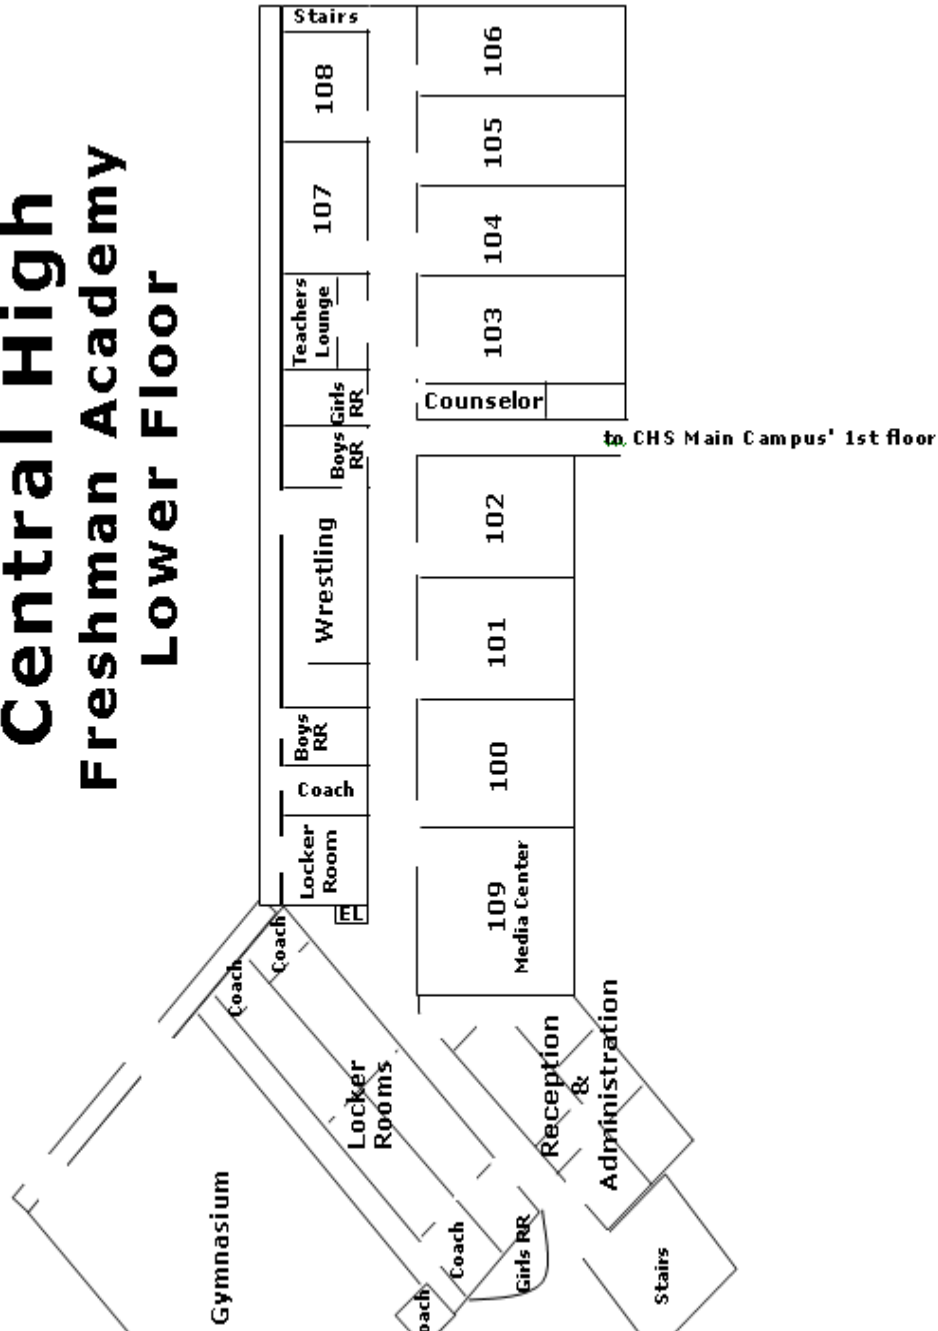 Central High
Freshman Academy
Lower Floor
Stairs
108
107
Teachers
Lounge
Girls
RR
Boys
RR
Wrestling
Boys
RR
Coach
Locker
Room
EL
106
105
104
103
Counselor
to CHS Main Campus' 1st floor
102
101
100
109
Media Center
Coach
Coach
Locker
Rooms
Reception
&
Administration
Gymnasium
Coach
Girls RR
Stairs
oach